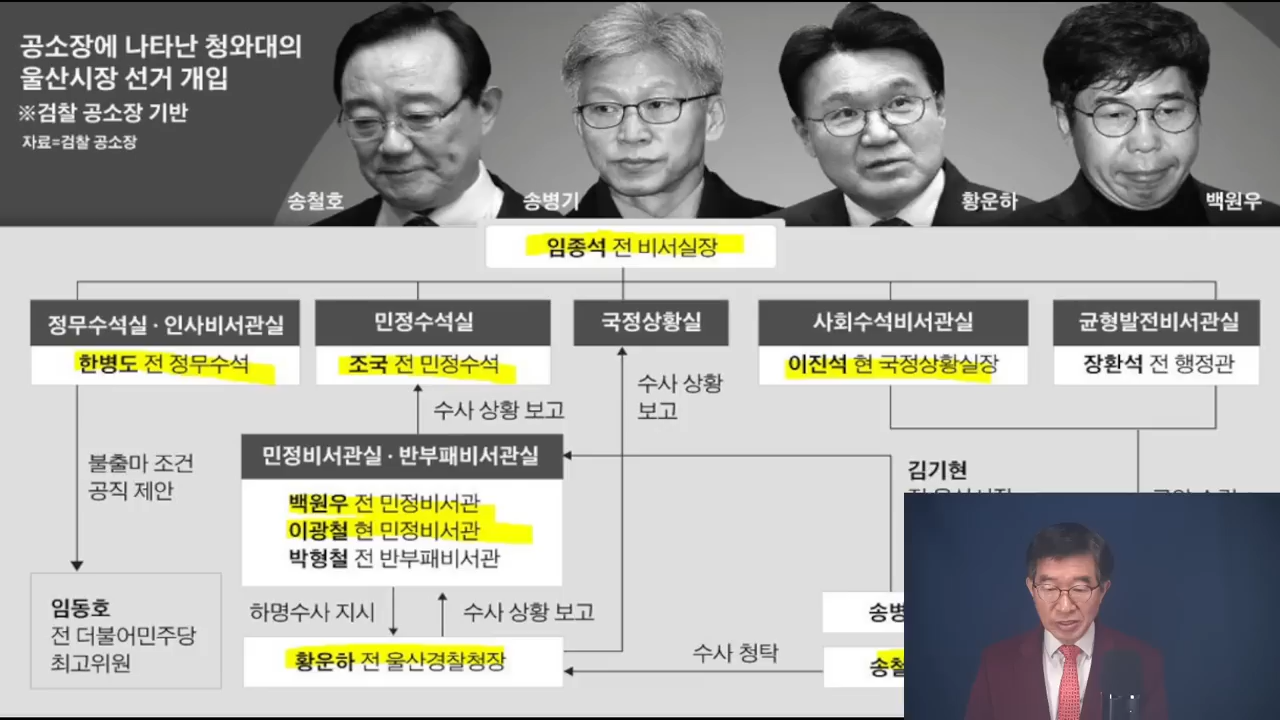 공소장에 나타난 청와대의
울산시장 선거 개입
※검찰 공소장 기반
자료=검찰 공소장
송철호
송병기
황운하
백원우
임종석 전 비서실장
정무수석실·인사비서관실
한병도 전 정무수석
민정수석실
조국 전 민정수석
국정상황실
사회수석비서관실
이진석 현 국정상황실장
균형발전비서관실
장환석 전 행정관
수사 상황 보고
수사 상황
보고
불출마 조건
공직 제안
민정비서관실·반부패비서관실
백원우 전 민정비서관
이광철 현 민정비서관
박형철 전 반부패비서관
김기현
하명수사 지시
수사 상황 보고
임동호
전 더불어민주당
최고위원
황운하 전 울산경찰청장
수사 청탁
송병
송철